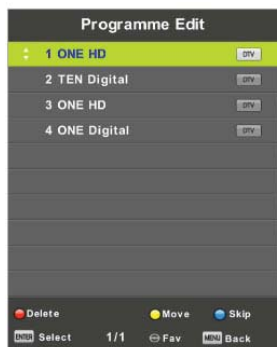 Programme Edit
1 ONE HD DTV
2 TEN Digital DTV
3 ONE HD DTV
4 ONE Digital DTV
Delete Move Skip
ENTER Select 1/1 Fav MENU Back